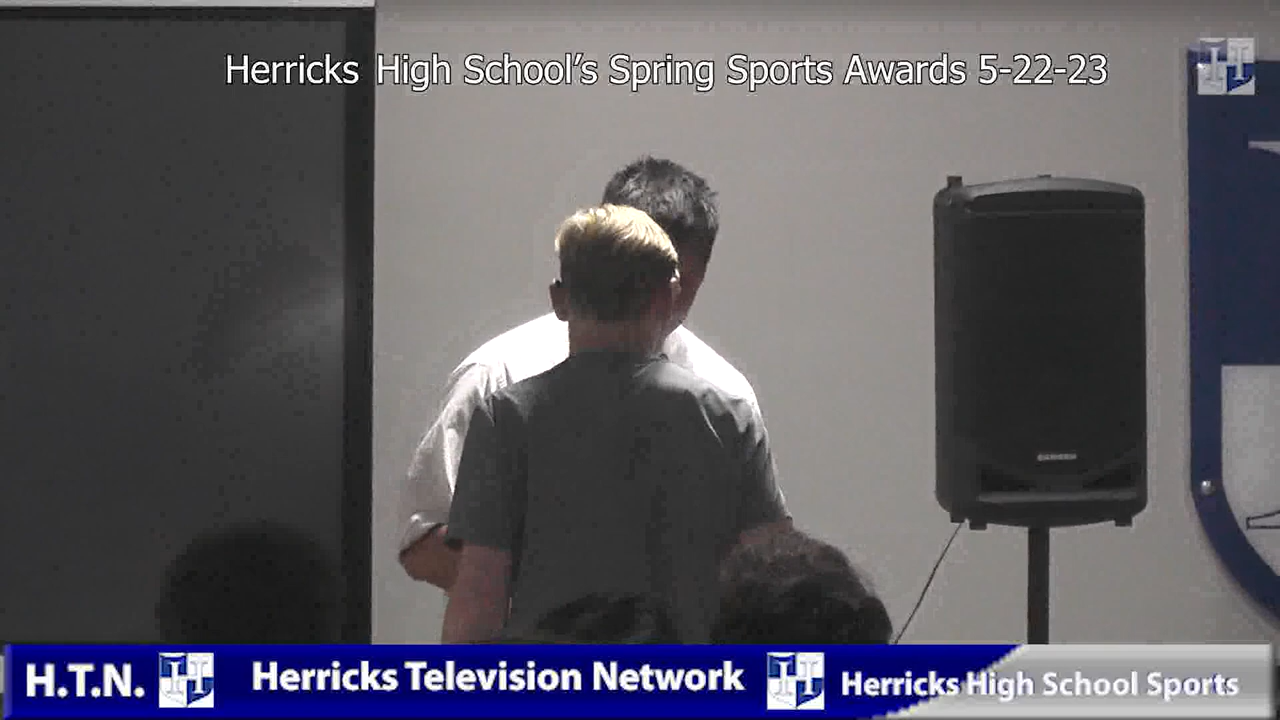 Herricks High School's Spring Sports Awards 5-22-23
H.T.N. Herricks Television Network Herricks High School Sports